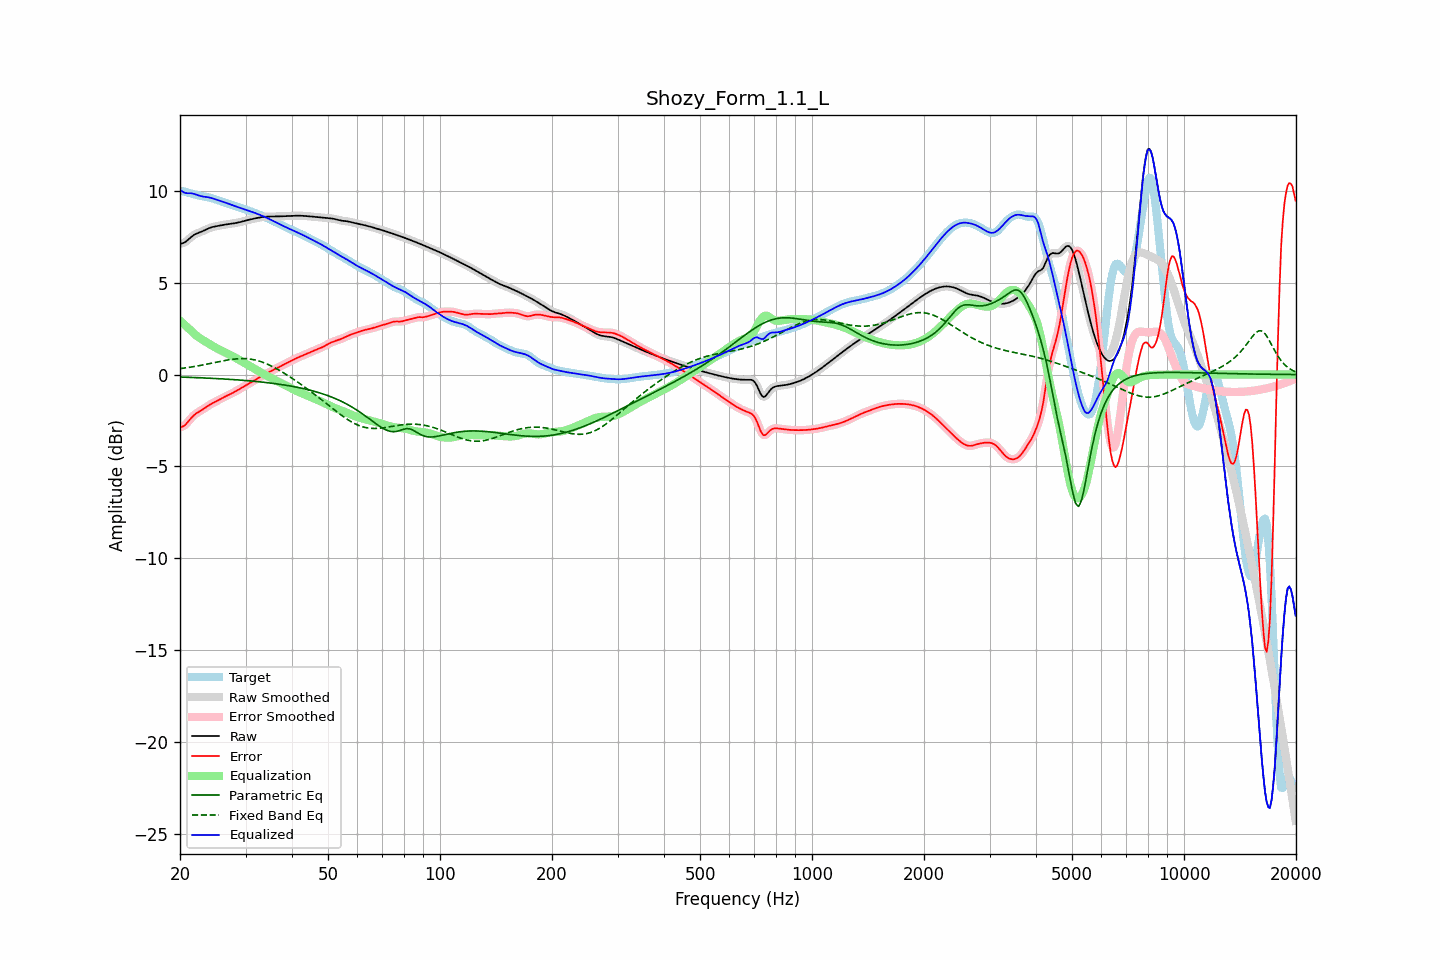 Shozy_Form_1.1_L
Amplitude (dBr)
10
5
0
−5
−10
−15
−20
−25
Target
Raw Smoothed
Error Smoothed
Raw
Error
Equalization
Parametric Eq
Fixed Band Eq
Equalized
20
50
100
200
500
1000
2000
5000
10000
20000
Frequency (Hz)